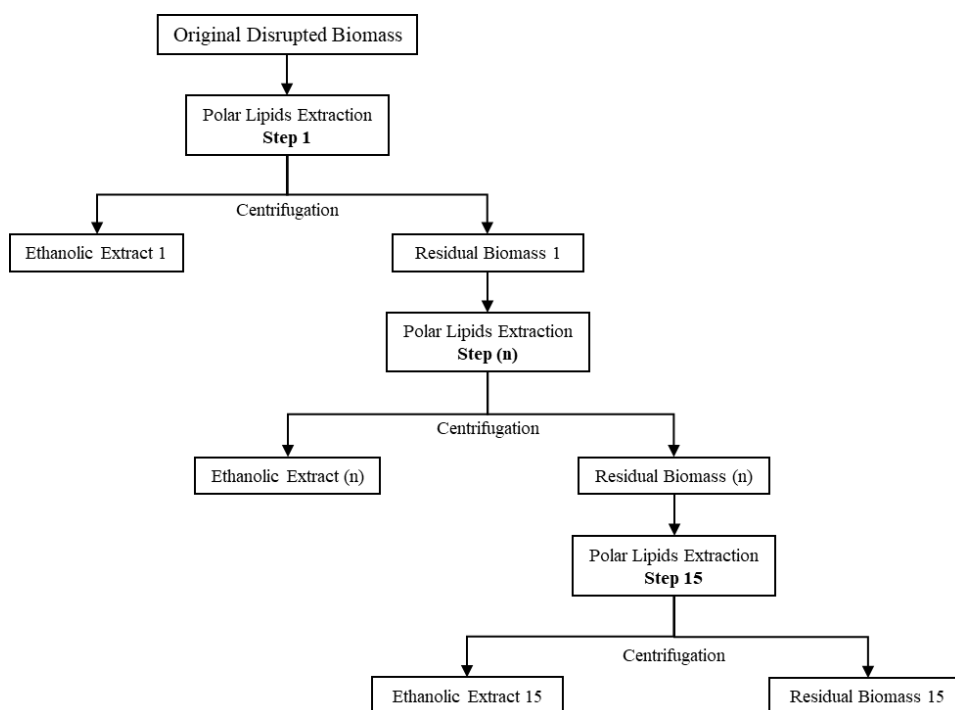 Original Disrupted Biomass
Polar Lipids Extraction
Step 1
Centrifugation
Ethanolic Extract 1
Residual Biomass 1
Polar Lipids Extraction
Step (n)
Centrifugation
Ethanolic Extract (n)
Residual Biomass (n)
Polar Lipids Extraction
Step 15
Centrifugation
Ethanolic Extract 15
Residual Biomass 15